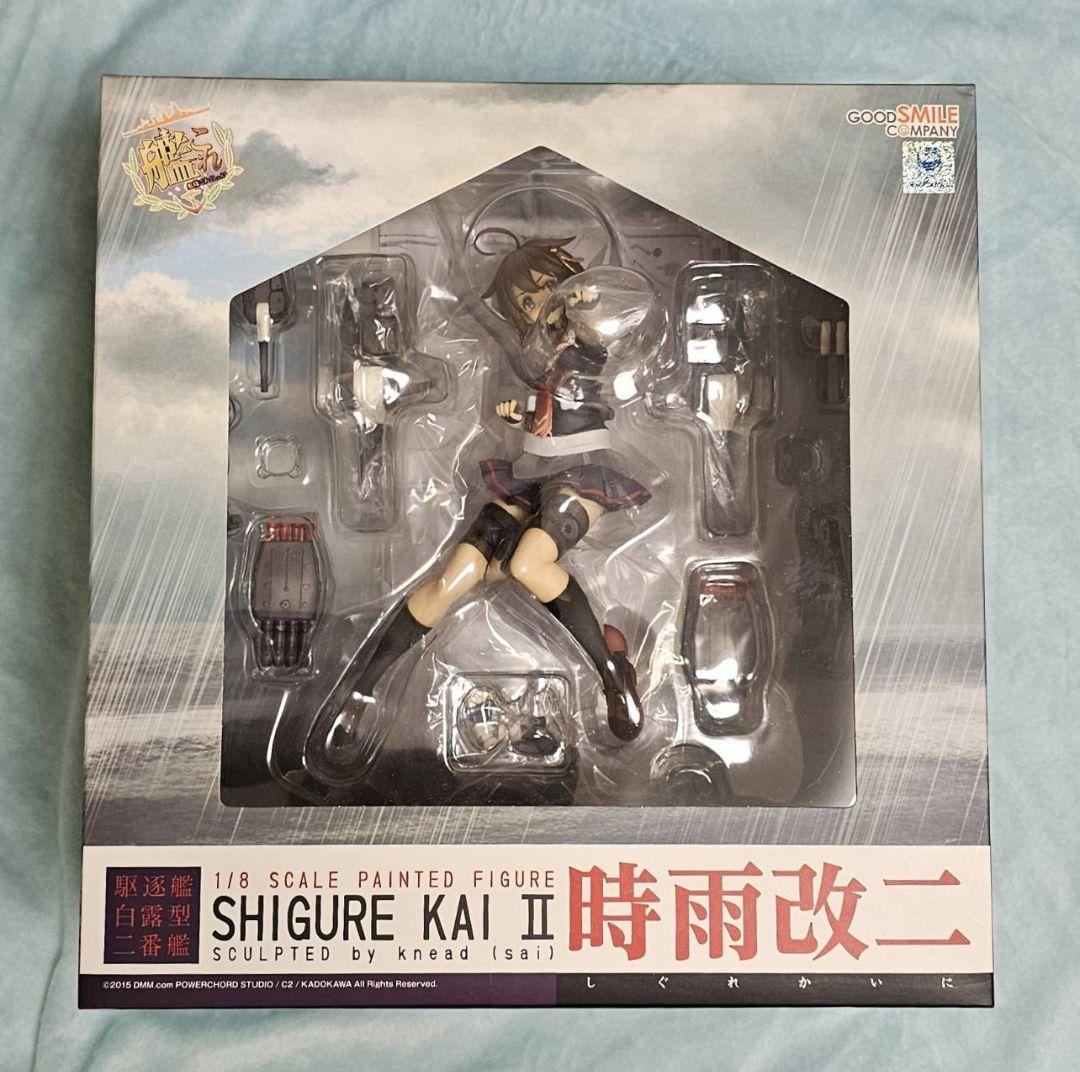 艦これ
GOODSMILE
COMPANY
駆逐艦
白露型
二番艦
1/8 SCALE PAINTED FIGURE
SHIGURE KAI II
SCULPTED by knead (sai)
時雨改二
しぐれかいに
©2015 DMM.com POWERCHORD STUDIO / C2 / KADOKAWA All Rights Reserved.